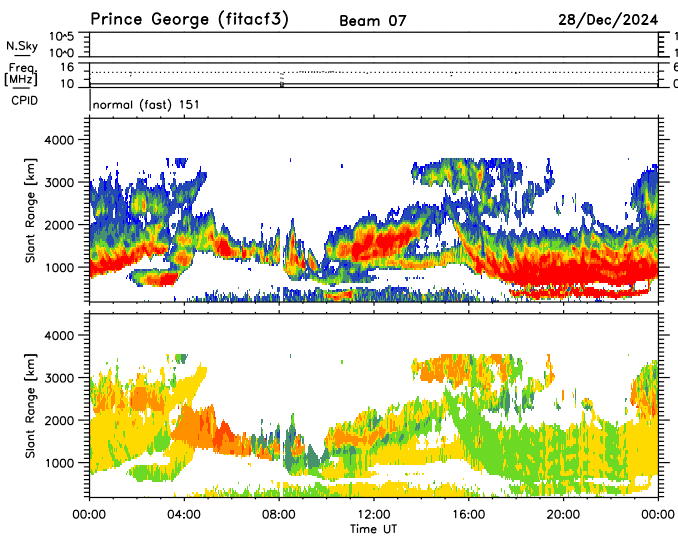 Prince George (fitacf3) Beam 07 28/Dec/2024
10^5 1
N.Sky
10^0 1
16 6
Freq.
[MHz]
10 0
CPID normal (fast) 151
4000
3000
2000
1000
Slant Range [km]
4000
3000
2000
1000
Slant Range [km]
00:00 04:00 08:00 12:00 16:00 20:00 00:00
Time UT